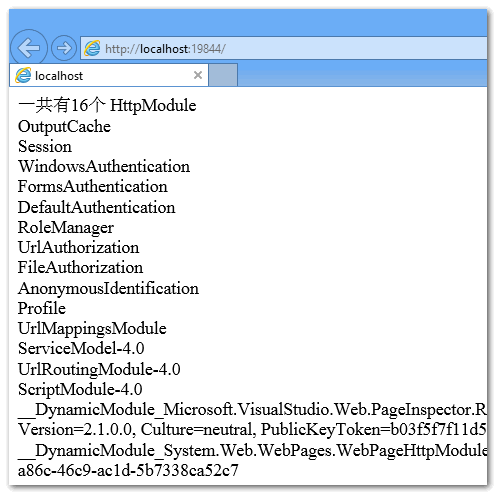 http://localhost:19844/
localhost
一共有16个 HttpModule
OutputCache
Session
WindowsAuthentication
FormsAuthentication
DefaultAuthentication
RoleManager
UrlAuthorization
FileAuthorization
AnonymousIdentification
Profile
UrlMappingsModule
ServiceModel-4.0
UrlRoutingModule-4.0
ScriptModule-4.0
__DynamicModule_Microsoft.VisualStudio.Web.PageInspector.R
Version=2.1.0.0, Culture=neutral, PublicKeyToken=b03f5f7f11d5
__DynamicModule_System.Web.WebPages.WebPageHttpModule
a86c-46c9-ac1d-5b7338ca52c7